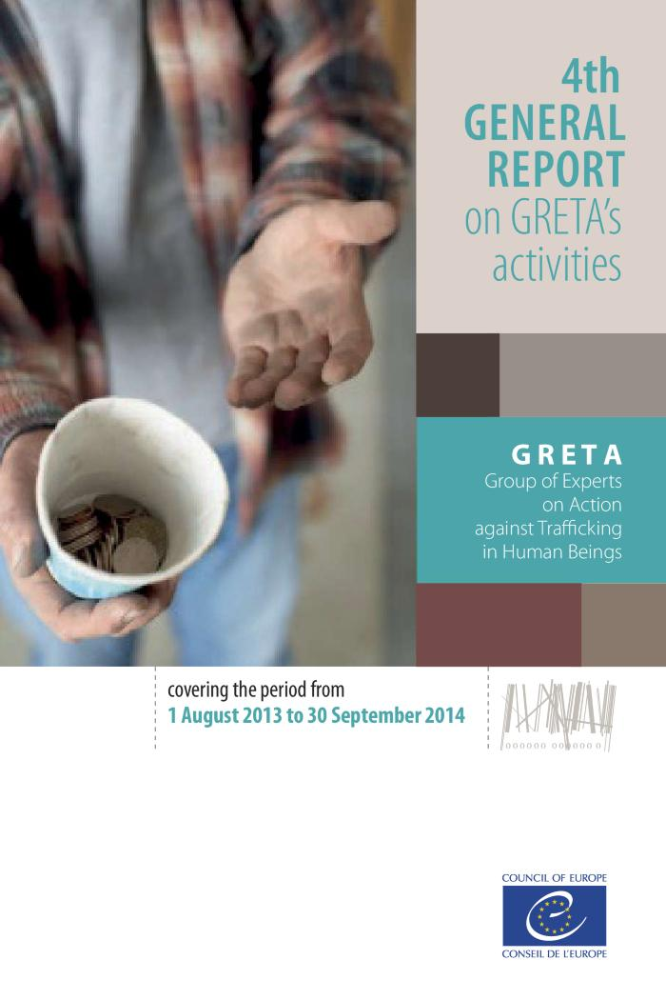 4th
GENERAL
REPORT
on GRETA’s
activities
GRETA
Group of Experts
on Action
against Trafficking
in Human Beings
covering the period from
1 August 2013 to 30 September 2014
COUNCIL OF EUROPE
CONSEIL DE L'EUROPE